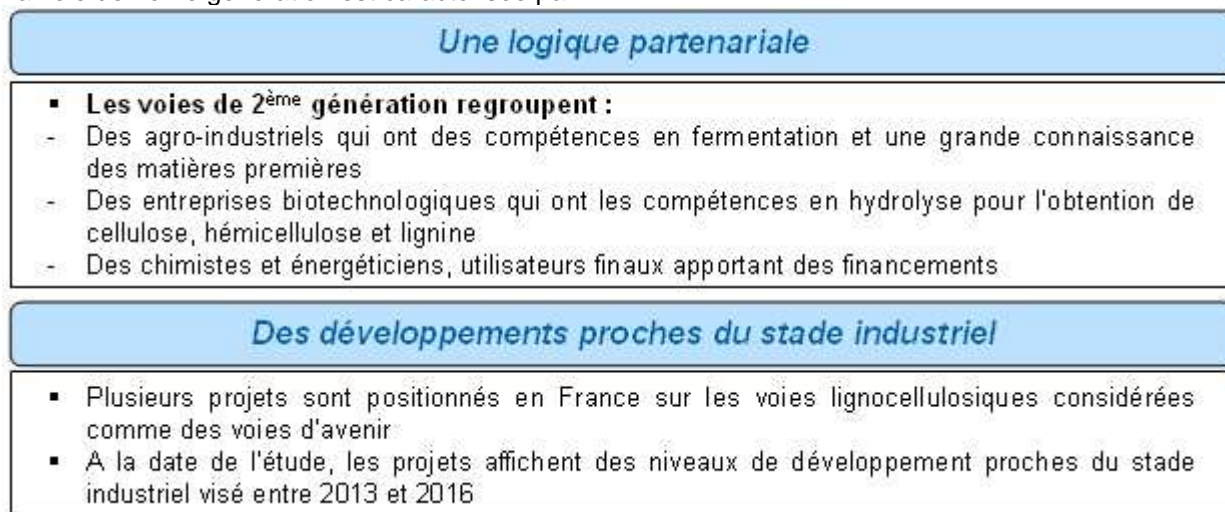 Une logique partenariale
▪ Les voies de 2ème génération regroupent :
- Des agro-industriels qui ont des compétences en fermentation et une grande connaissance
des matières premières
- Des entreprises biotechnologiques qui ont les compétences en hydrolyse pour l'obtention de
cellulose, hémicellulose et lignine
- Des chimistes et énergéticiens, utilisateurs finaux apportant des financements
Des développements proches du stade industriel
▪ Plusieurs projets sont positionnés en France sur les voies lignocellulosiques considérées
comme des voies d'avenir
▪ A la date de l'étude, les projets affichent des niveaux de développement proches du stade
industriel visé entre 2013 et 2016